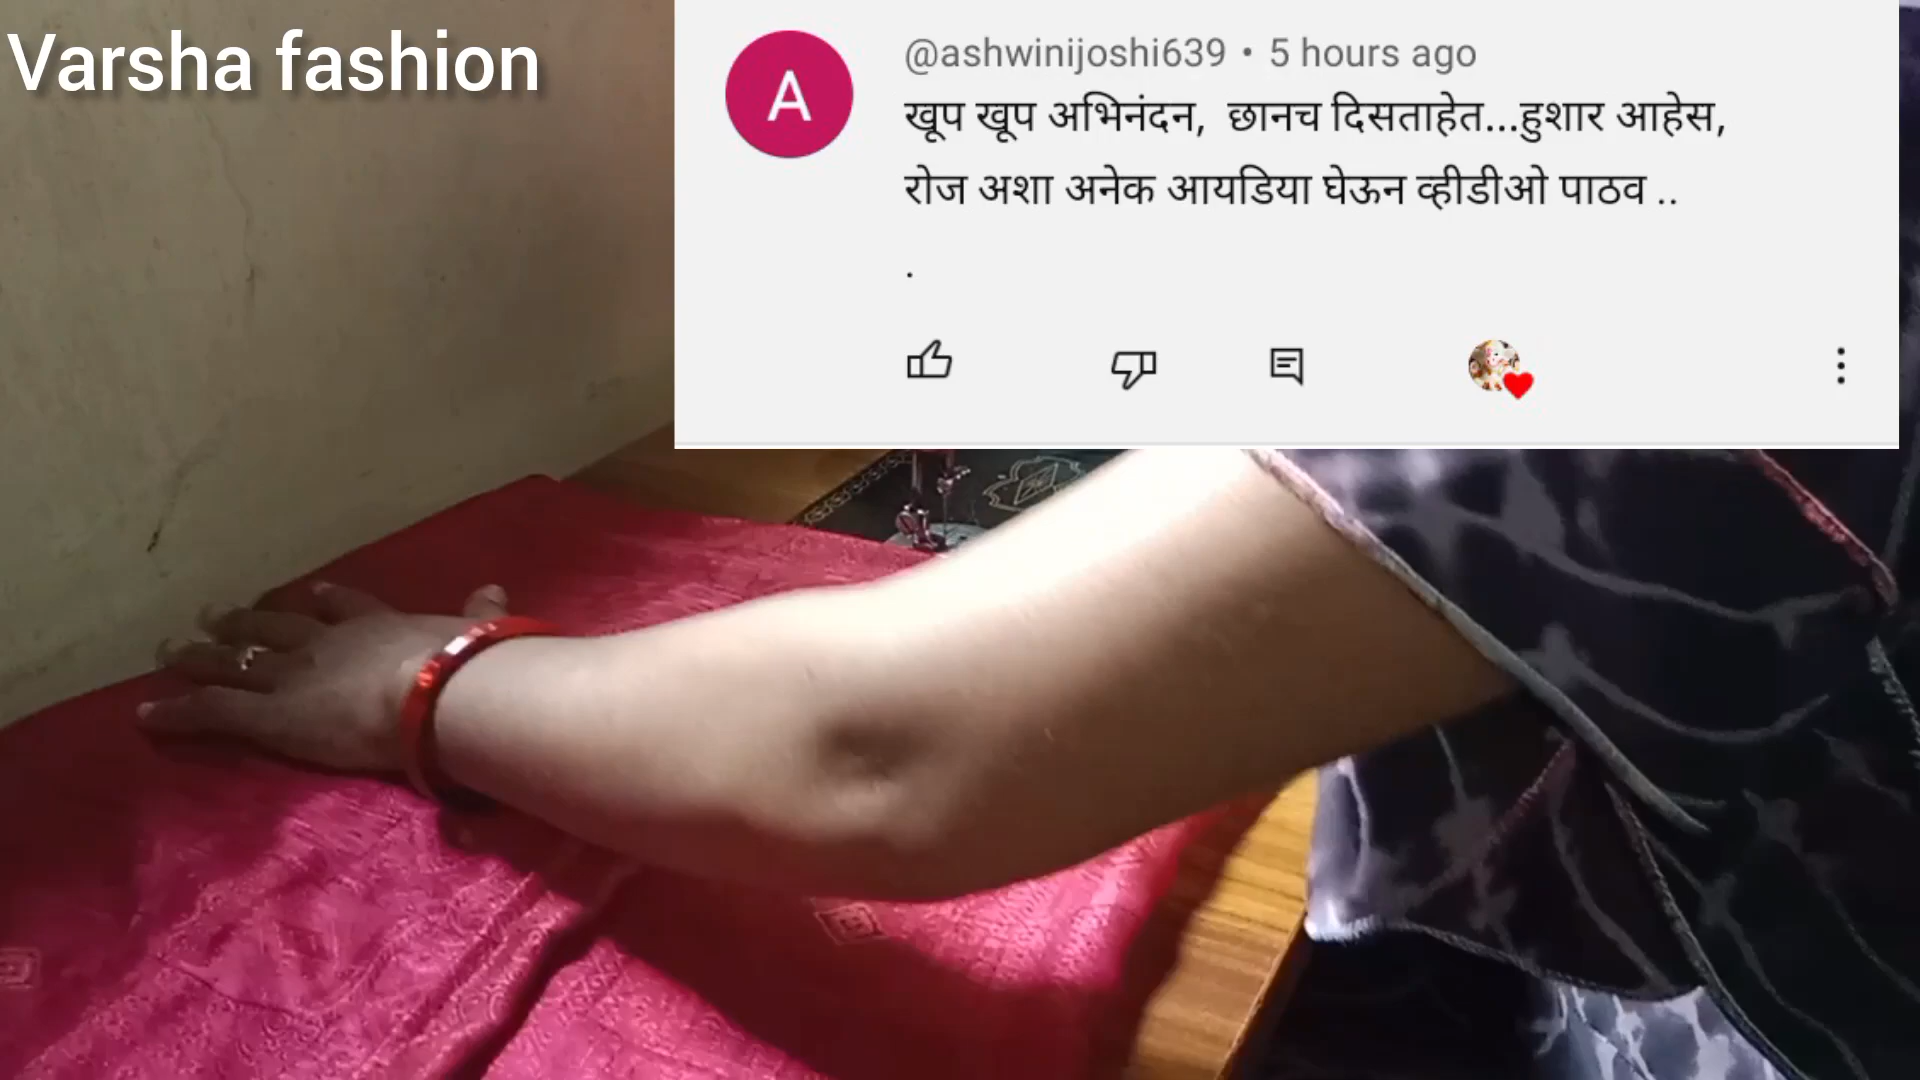 Varsha fashion
A
@ashwinijoshi639 • 5 hours ago
खूप खूप अभिनंदन, छानच दिसताहेत...हुशार आहेस,
रोज अशा अनेक आयडिया घेऊन व्हीडीओ पाठव ..
.